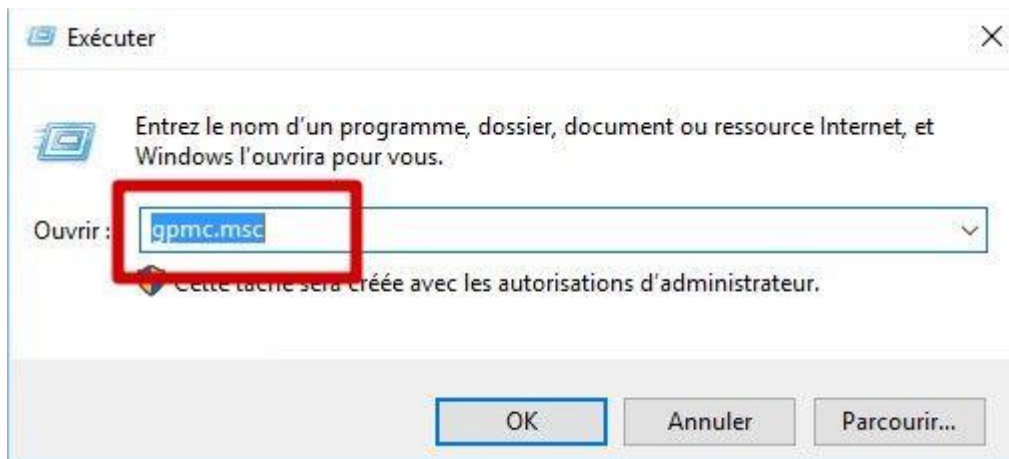 Exécuter
Entrez le nom d'un programme, dossier, document ou ressource Internet, et
Windows l'ouvrira pour vous.
Ouvrir :
gpmc.msc
Cette tâche sera créée avec les autorisations d'administrateur.
OK
Annuler
Parcourir...